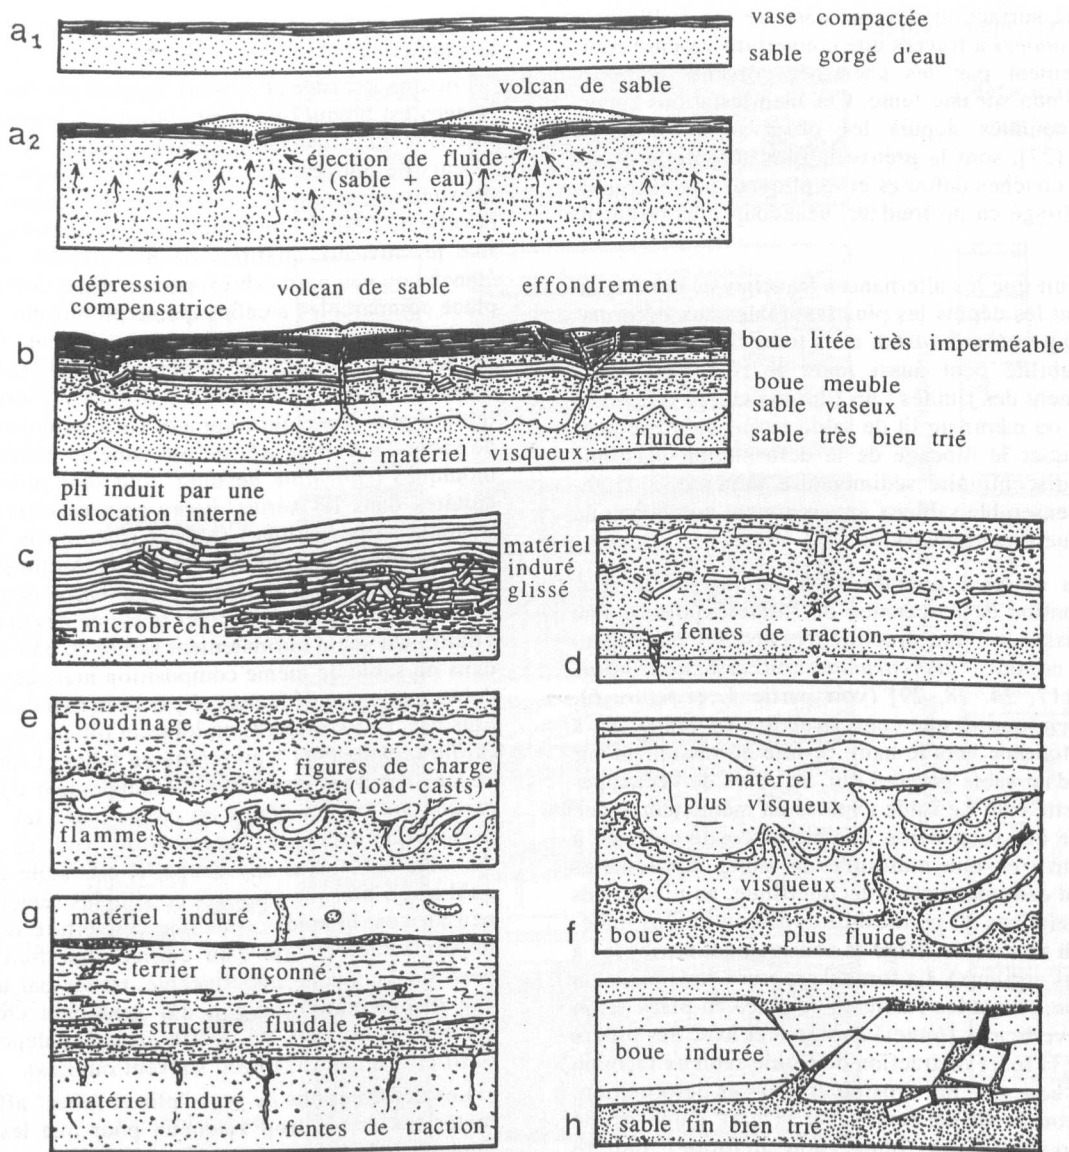 a1
vase compactée
sable gorgé d'eau
volcan de sable
a2
éjection de fluide
(sable + eau)
dépression
compensatrice
volcan de sable
effondrement
b
boue litée très imperméable
boue meuble
sable vaseux
sable très bien trié
fluide
matériel visqueux
pli induit par une
dislocation interne
c
matériel
induré
glissé
microbrèche
fentes de traction
d
e
boudinage
figures de charge
(load-casts)
flamme
matériel
plus visqueux
visqueux
f
boue plus fluide
g
matériel induré
terrier tronçonné
structure fluidale
matériel induré
fentes de traction
boue indurée
h
sable fin bien trié